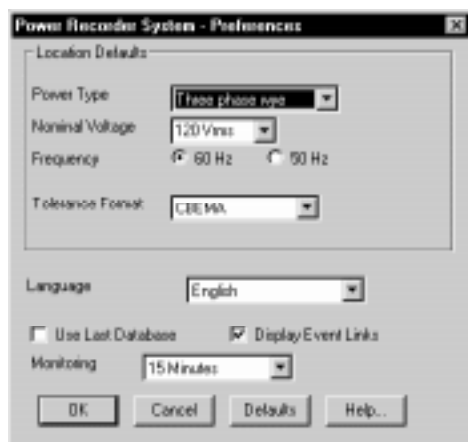 Power Recorder System - Preferences
Location Defaults
Power Type Three phase wye
Nominal Voltage 120 Vrms
Frequency 60 Hz 50 Hz
Tolerance Format CBEMA
Language English
Use Last Database Display Event Links
Monitoring 15 Minutes
OK Cancel Defaults Help...